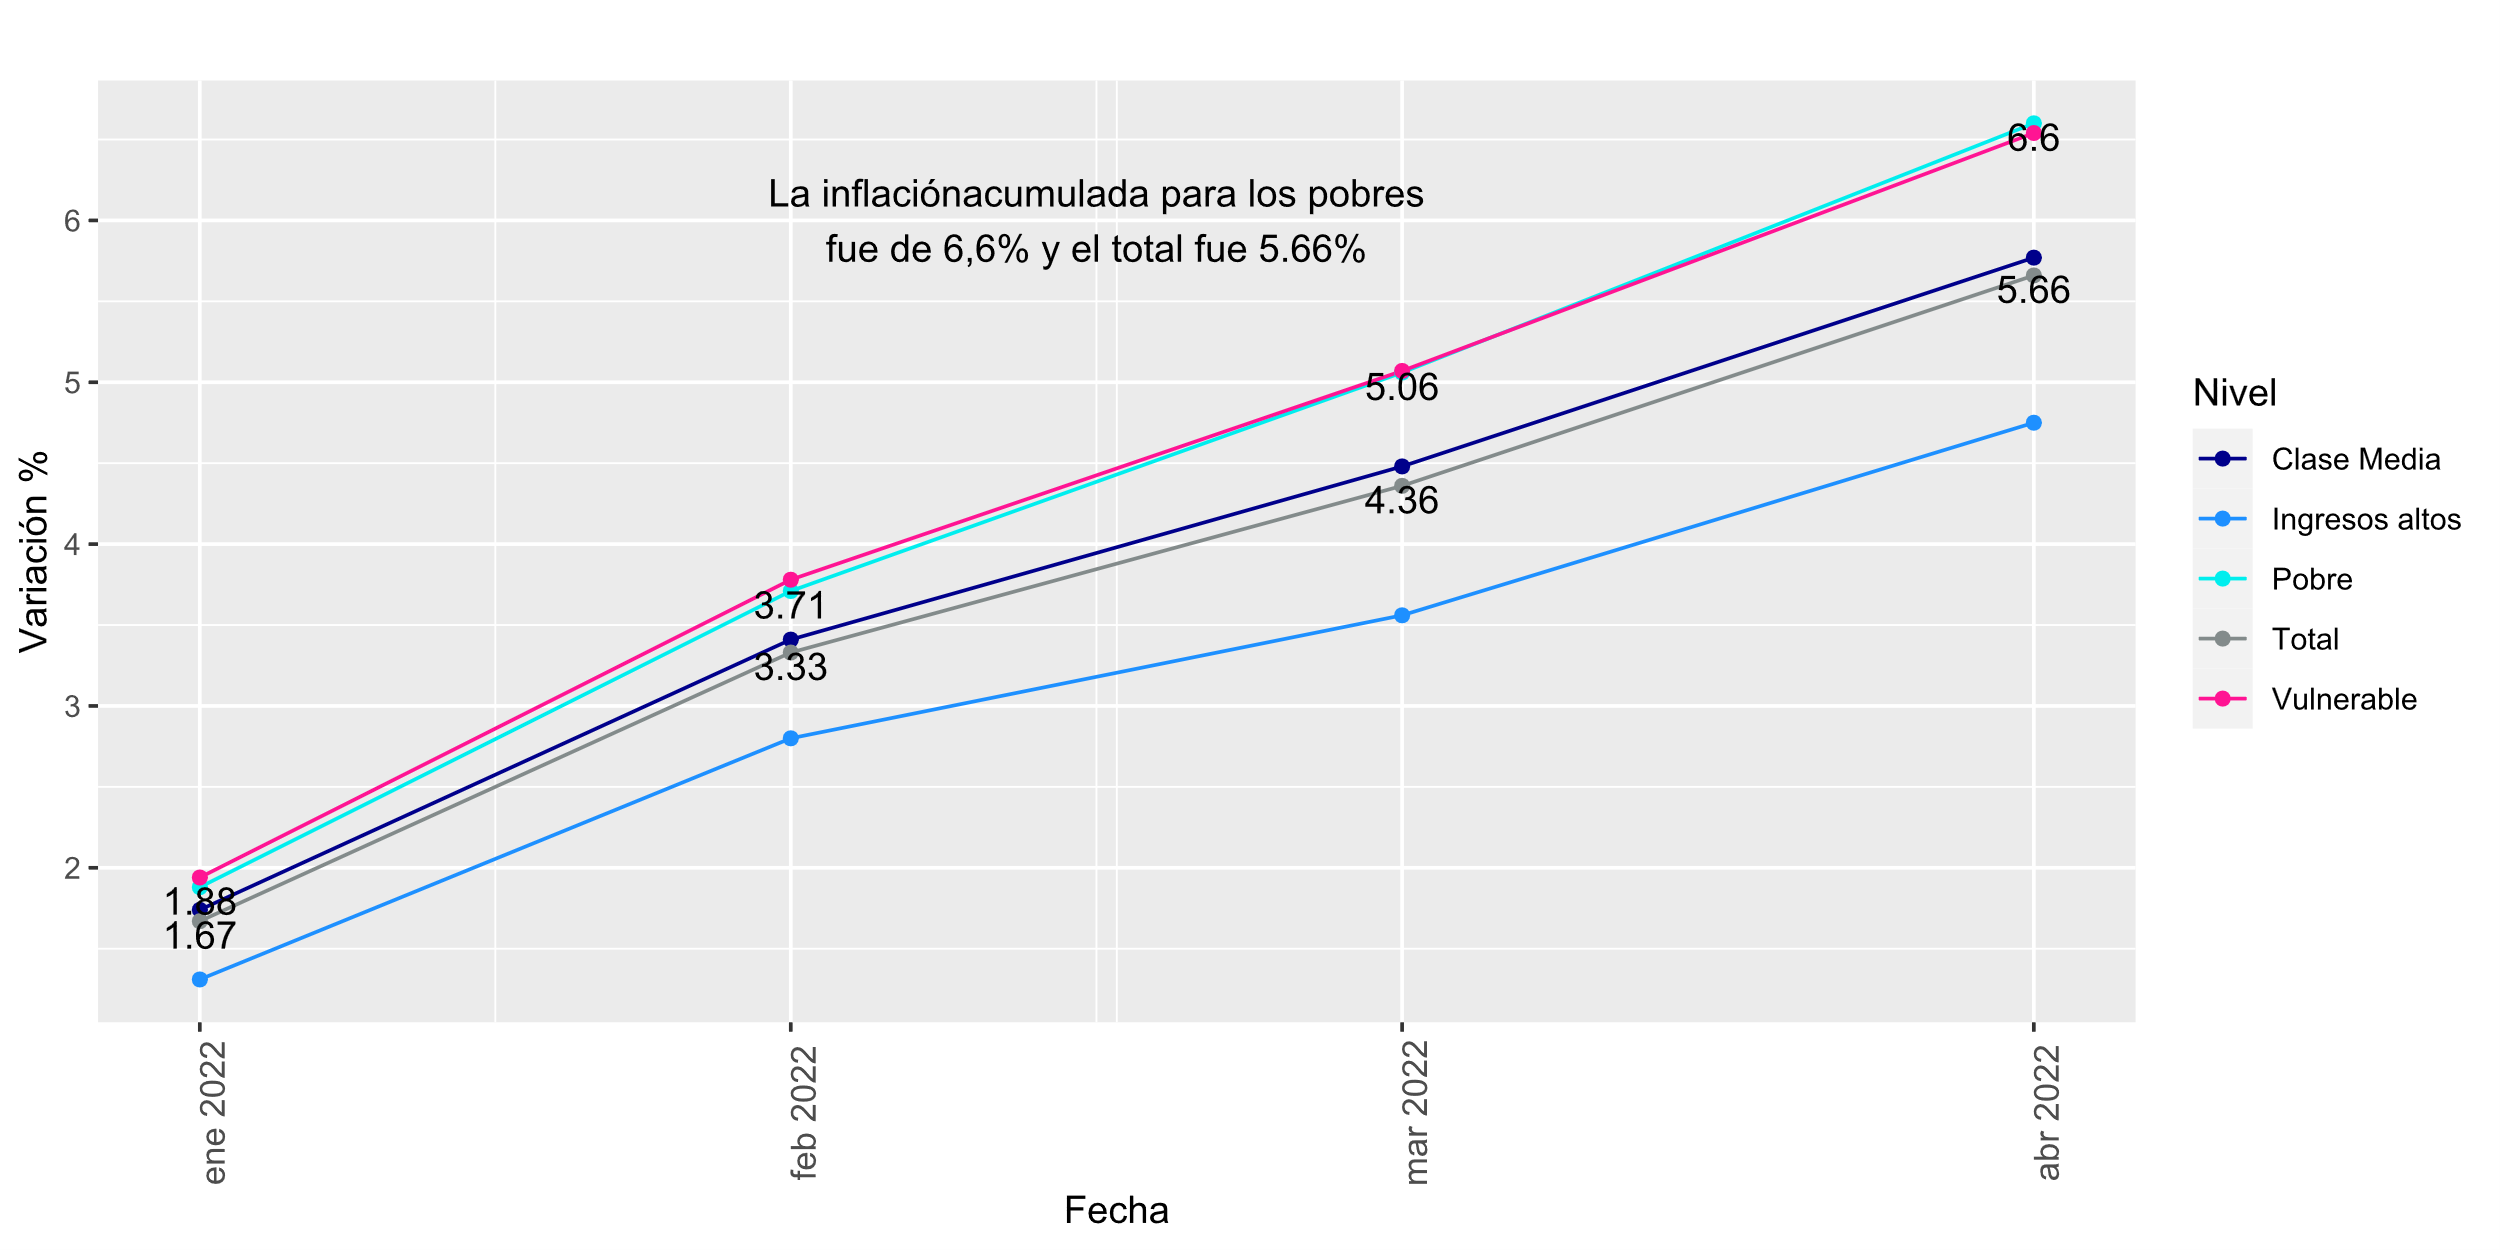 La inflaciónacumulada para los pobres
fue de 6,6% y el total fue 5.66%
6.6
5.66
5.06
4.36
3.71
3.33
1.88
1.67
6
5
4
3
2
Variación %
ene 2022
feb 2022
mar 2022
abr 2022
Fecha
Nivel
Clase Media
Ingresos altos
Pobre
Total
Vulnerable